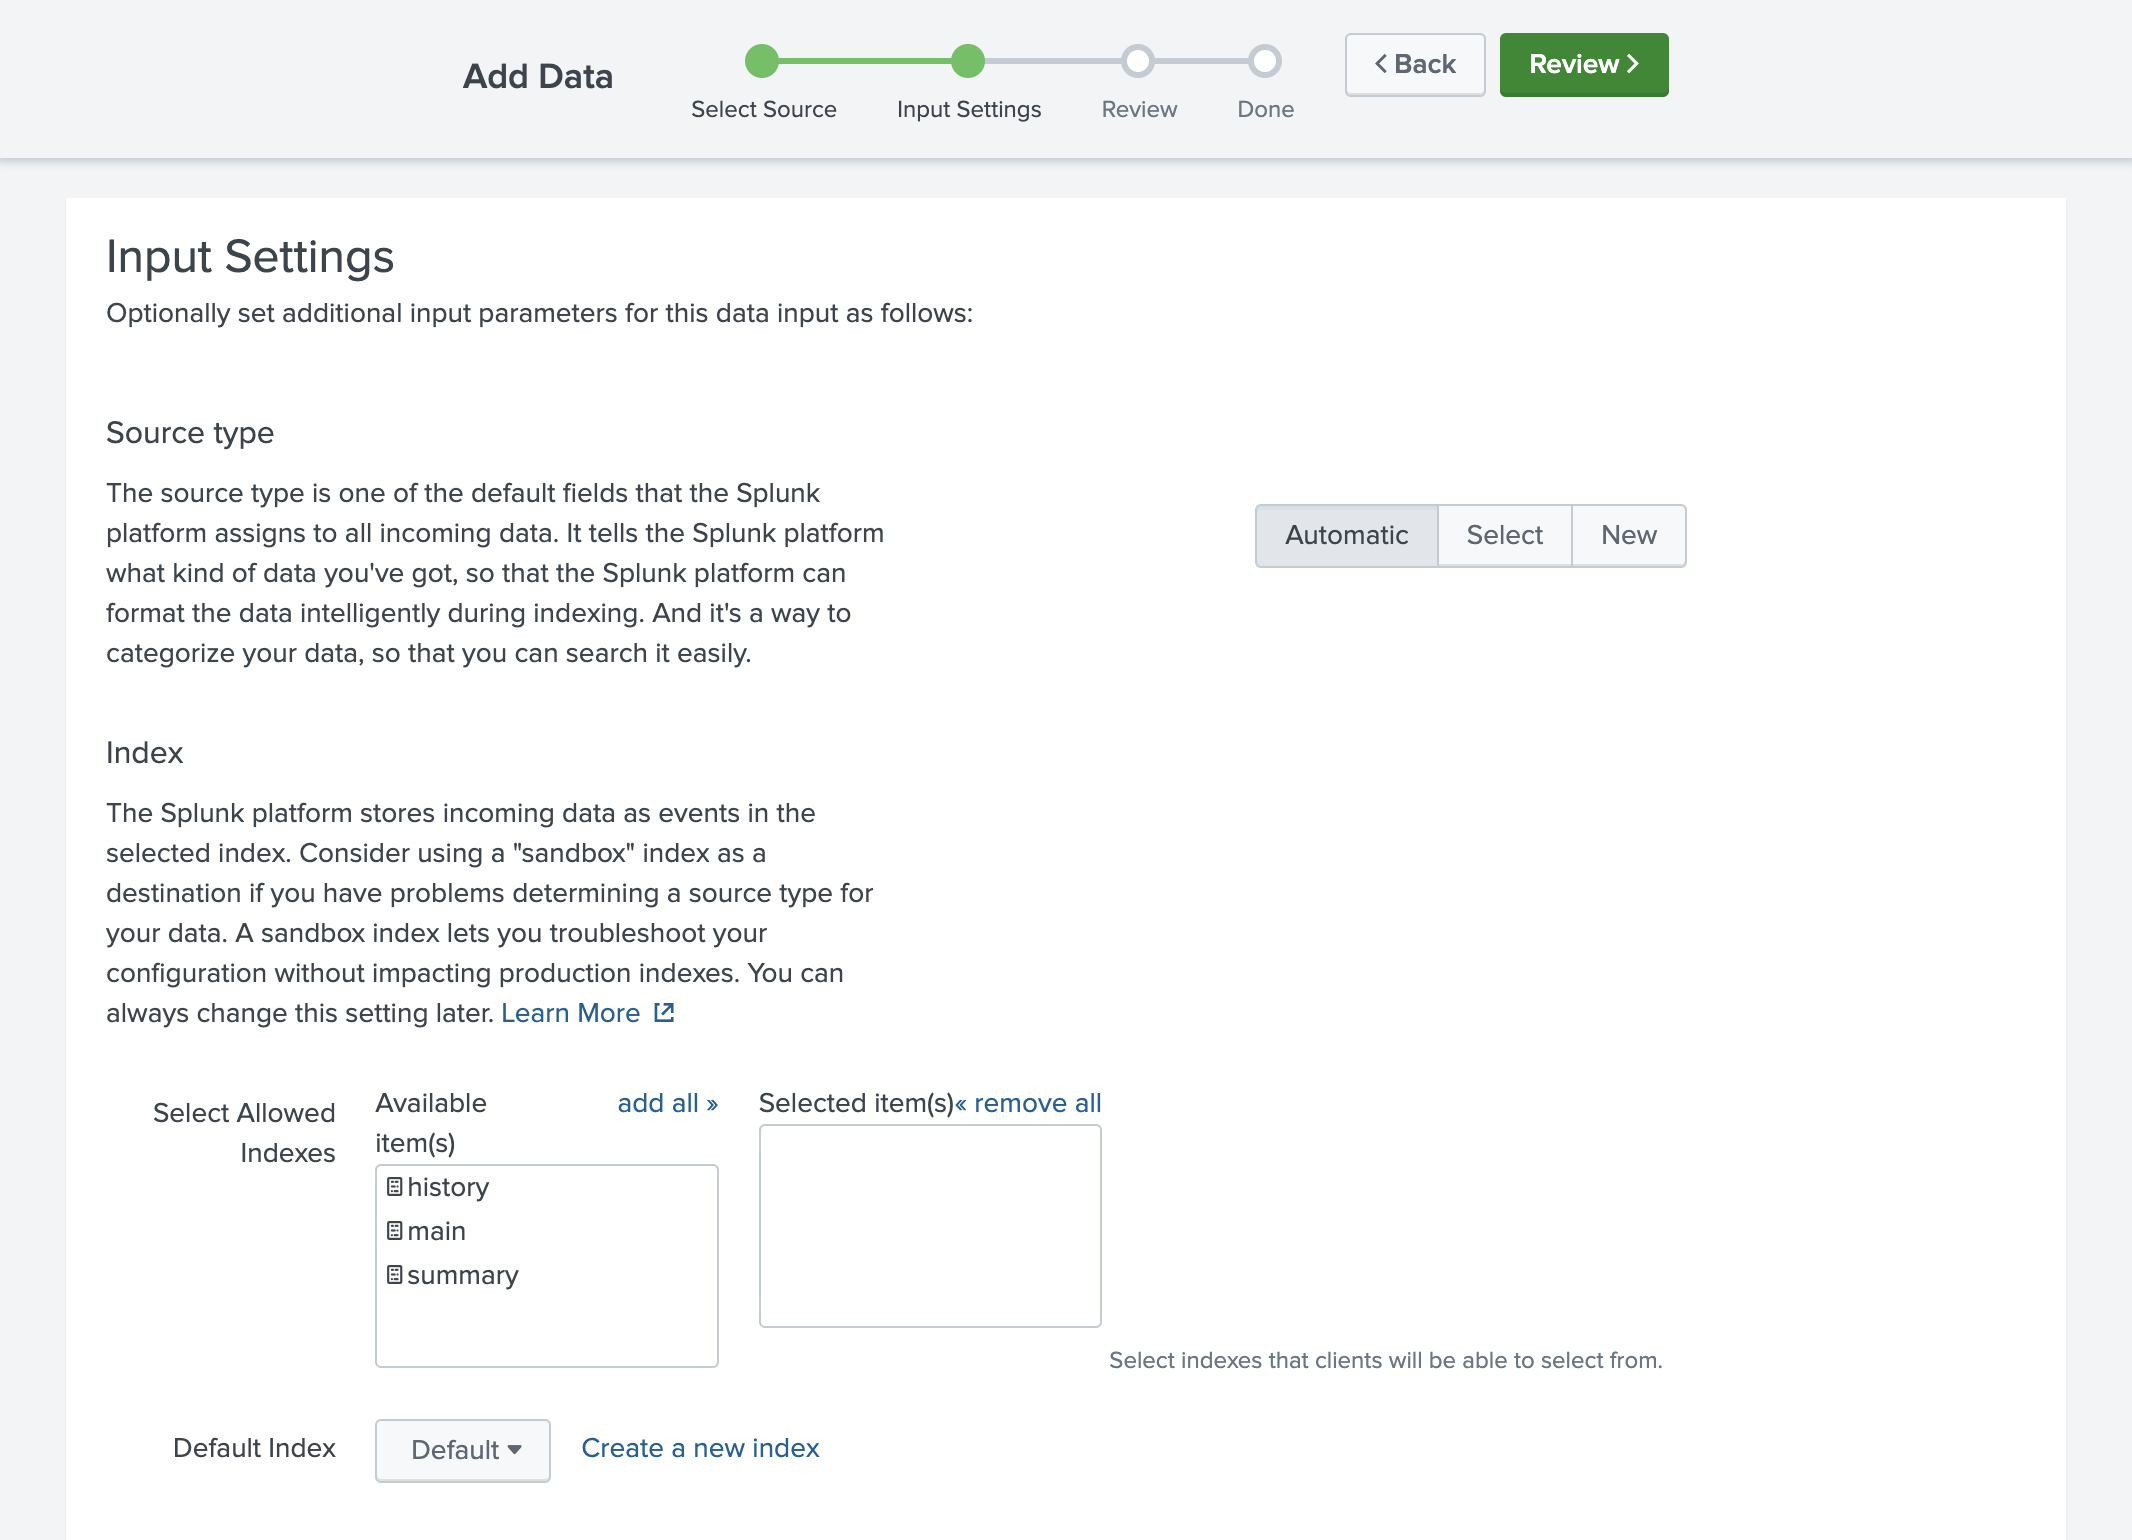 Add Data
Select Source
Input Settings
Review
Done
Back
Review
Input Settings
Optionally set additional input parameters for this data input as follows:
Source type
The source type is one of the default fields that the Splunk
platform assigns to all incoming data. It tells the Splunk platform
what kind of data you've got, so that the Splunk platform can
format the data intelligently during indexing. And it's a way to
categorize your data, so that you can search it easily.
Automatic
Select
New
Index
The Splunk platform stores incoming data as events in the
selected index. Consider using a "sandbox" index as a
destination if you have problems determining a source type for
your data. A sandbox index lets you troubleshoot your
configuration without impacting production indexes. You can
always change this setting later. Learn More
Select Allowed
Indexes
Available
item(s)
add all »
history
main
summary
Selected item(s)« remove all
Select indexes that clients will be able to select from.
Default Index
Default
Create a new index